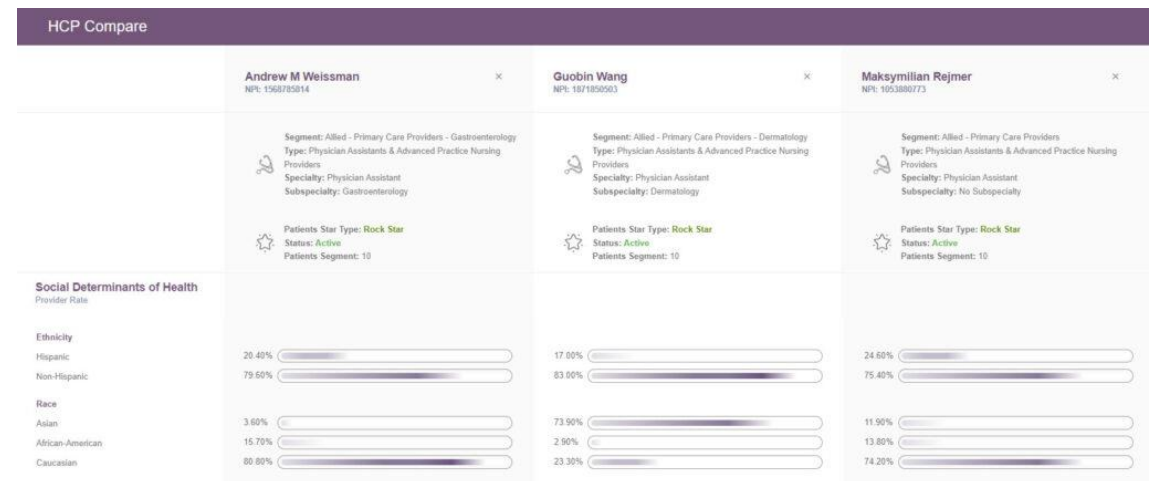 HCP Compare
Andrew M Weissman ×
NPI: 1568785814
Guobin Wang ×
NPI: 1871850503
Maksymilian Rejmer ×
NPI: 1053880773
Segment: Allied - Primary Care Providers - Gastroenterology
Type: Physician Assistants & Advanced Practice Nursing
Providers
Specialty: Physician Assistant
Subspecialty: Gastroenterology
Segment: Allied - Primary Care Providers - Dermatology
Type: Physician Assistants & Advanced Practice Nursing
Providers
Specialty: Physician Assistant
Subspecialty: Dermatology
Segment: Allied - Primary Care Providers
Type: Physician Assistants & Advanced Practice Nursing
Providers
Specialty: Physician Assistant
Subspecialty: No Subspecialty
Patients Star Type: Rock Star
Status: Active
Patients Segment: 10
Patients Star Type: Rock Star
Status: Active
Patients Segment: 10
Patients Star Type: Rock Star
Status: Active
Patients Segment: 10
Social Determinants of Health
Provider Rate
Ethnicity
Hispanic 20.40% 17.00% 24.60%
Non-Hispanic 79.60% 83.00% 75.40%
Race
Asian 3.60% 73.90% 11.90%
African-American 15.70% 2.90% 13.80%
Caucasian 80.80% 23.30% 74.20%